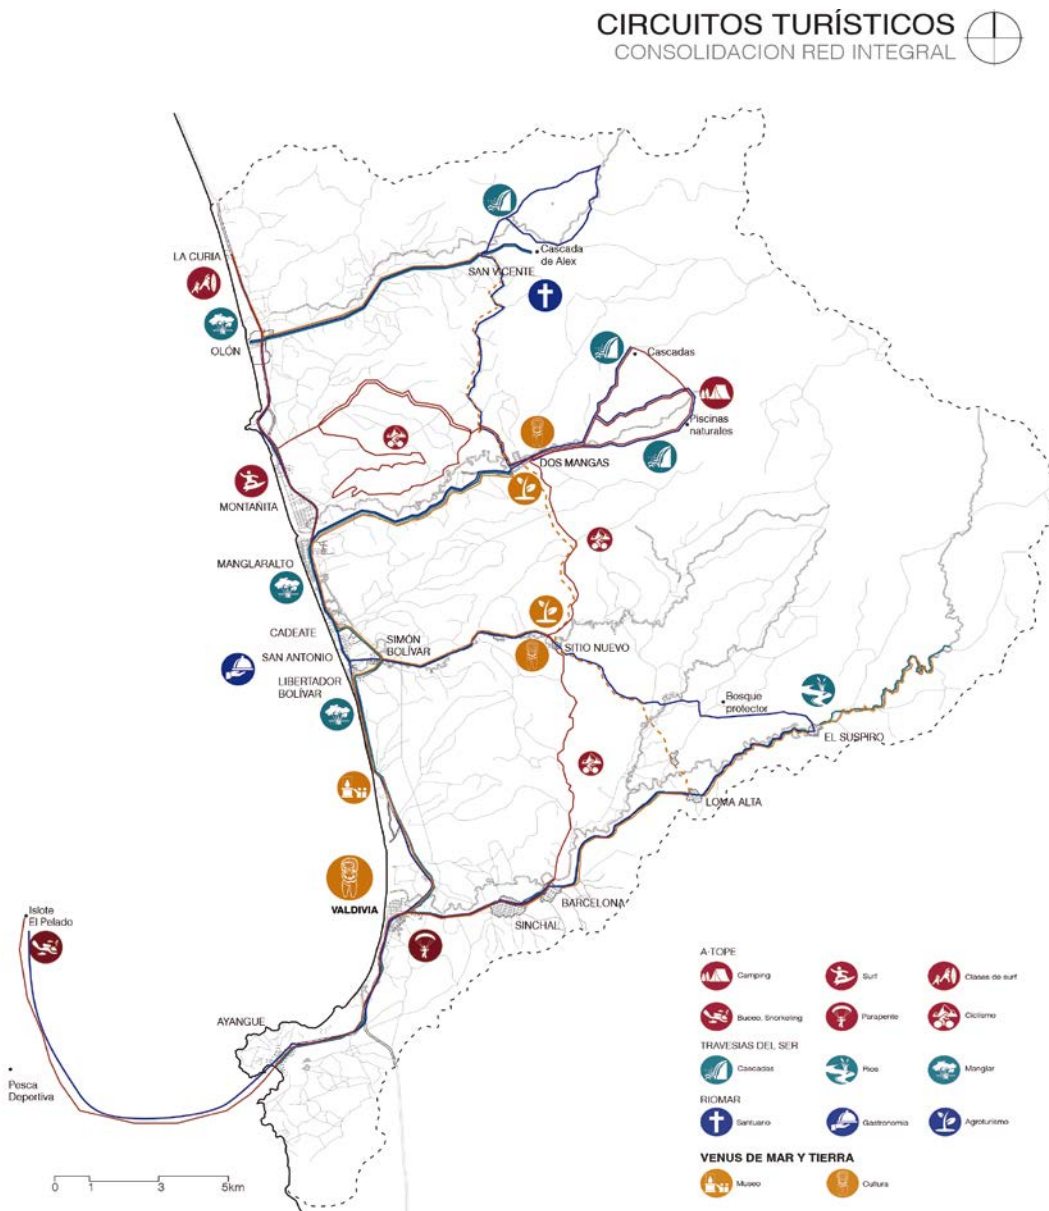 CIRCUITOS TURÍSTICOS
CONSOLIDACION RED INTEGRAL
LA CURIA
OLÓN
SAN VICENTE
Cascada
de Alex
Cascadas
Piscinas
naturales
DOS MANGAS
MONTAÑITA
MANGLARALTO
CADEATE
SAN ANTONIO
SIMÓN
BOLÍVAR
LIBERTADOR
BOLÍVAR
SITIO NUEVO
Bosque
protector
EL SUSPIRO
LOMA ALTA
VALDIVIA
BARCELONA
SINCHAL
Islote
El Pelado
AYANGUE
Pesca
Deportiva
0 1 3 5km
A-TOPE
Camping
Surf
Clases de surf
Buceo, Snorkeling
Parapente
Ciclismo
TRAVESIAS DEL SER
Cascadas
Rios
Manglar
RIOMAR
Santuario
Gastronomia
Agroturismo
VENUS DE MAR Y TIERRA
Museo
Cultura